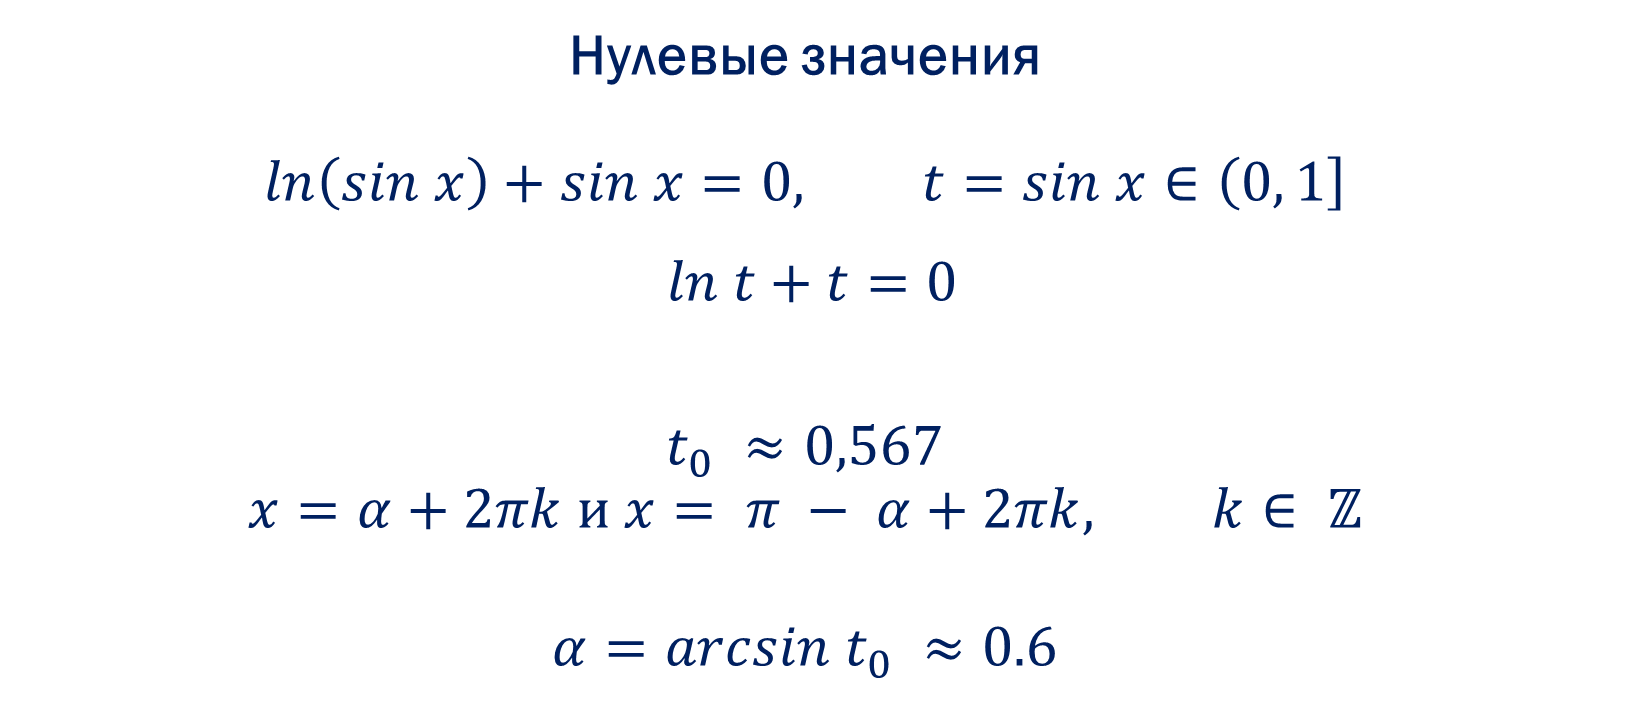 Нулевые значения
ln(sin x) + sin x = 0, t = sin x ∈ (0, 1]
ln t + t = 0
t₀ ≈ 0,567
x = α + 2πk и x = π − α + 2πk, k ∈ ℤ
α = arcsin t₀ ≈ 0.6